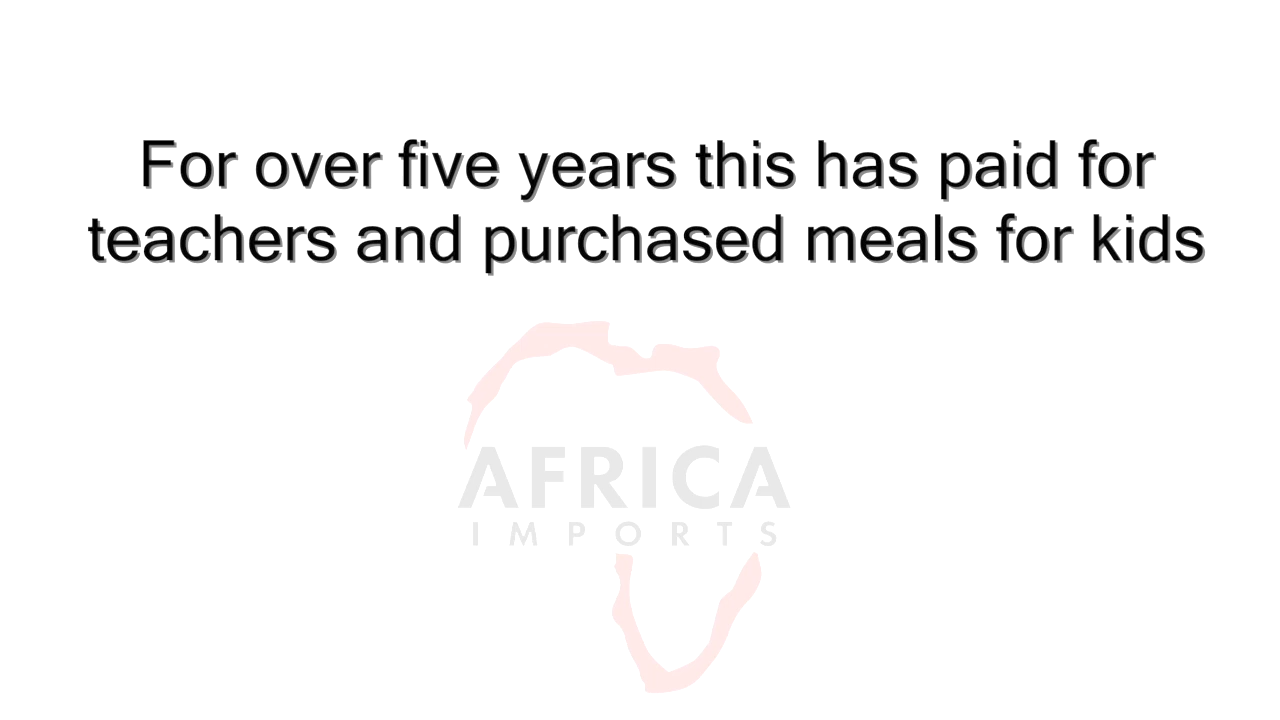 For over five years this has paid for
teachers and purchased meals for kids
AFRICA
IMPORTS